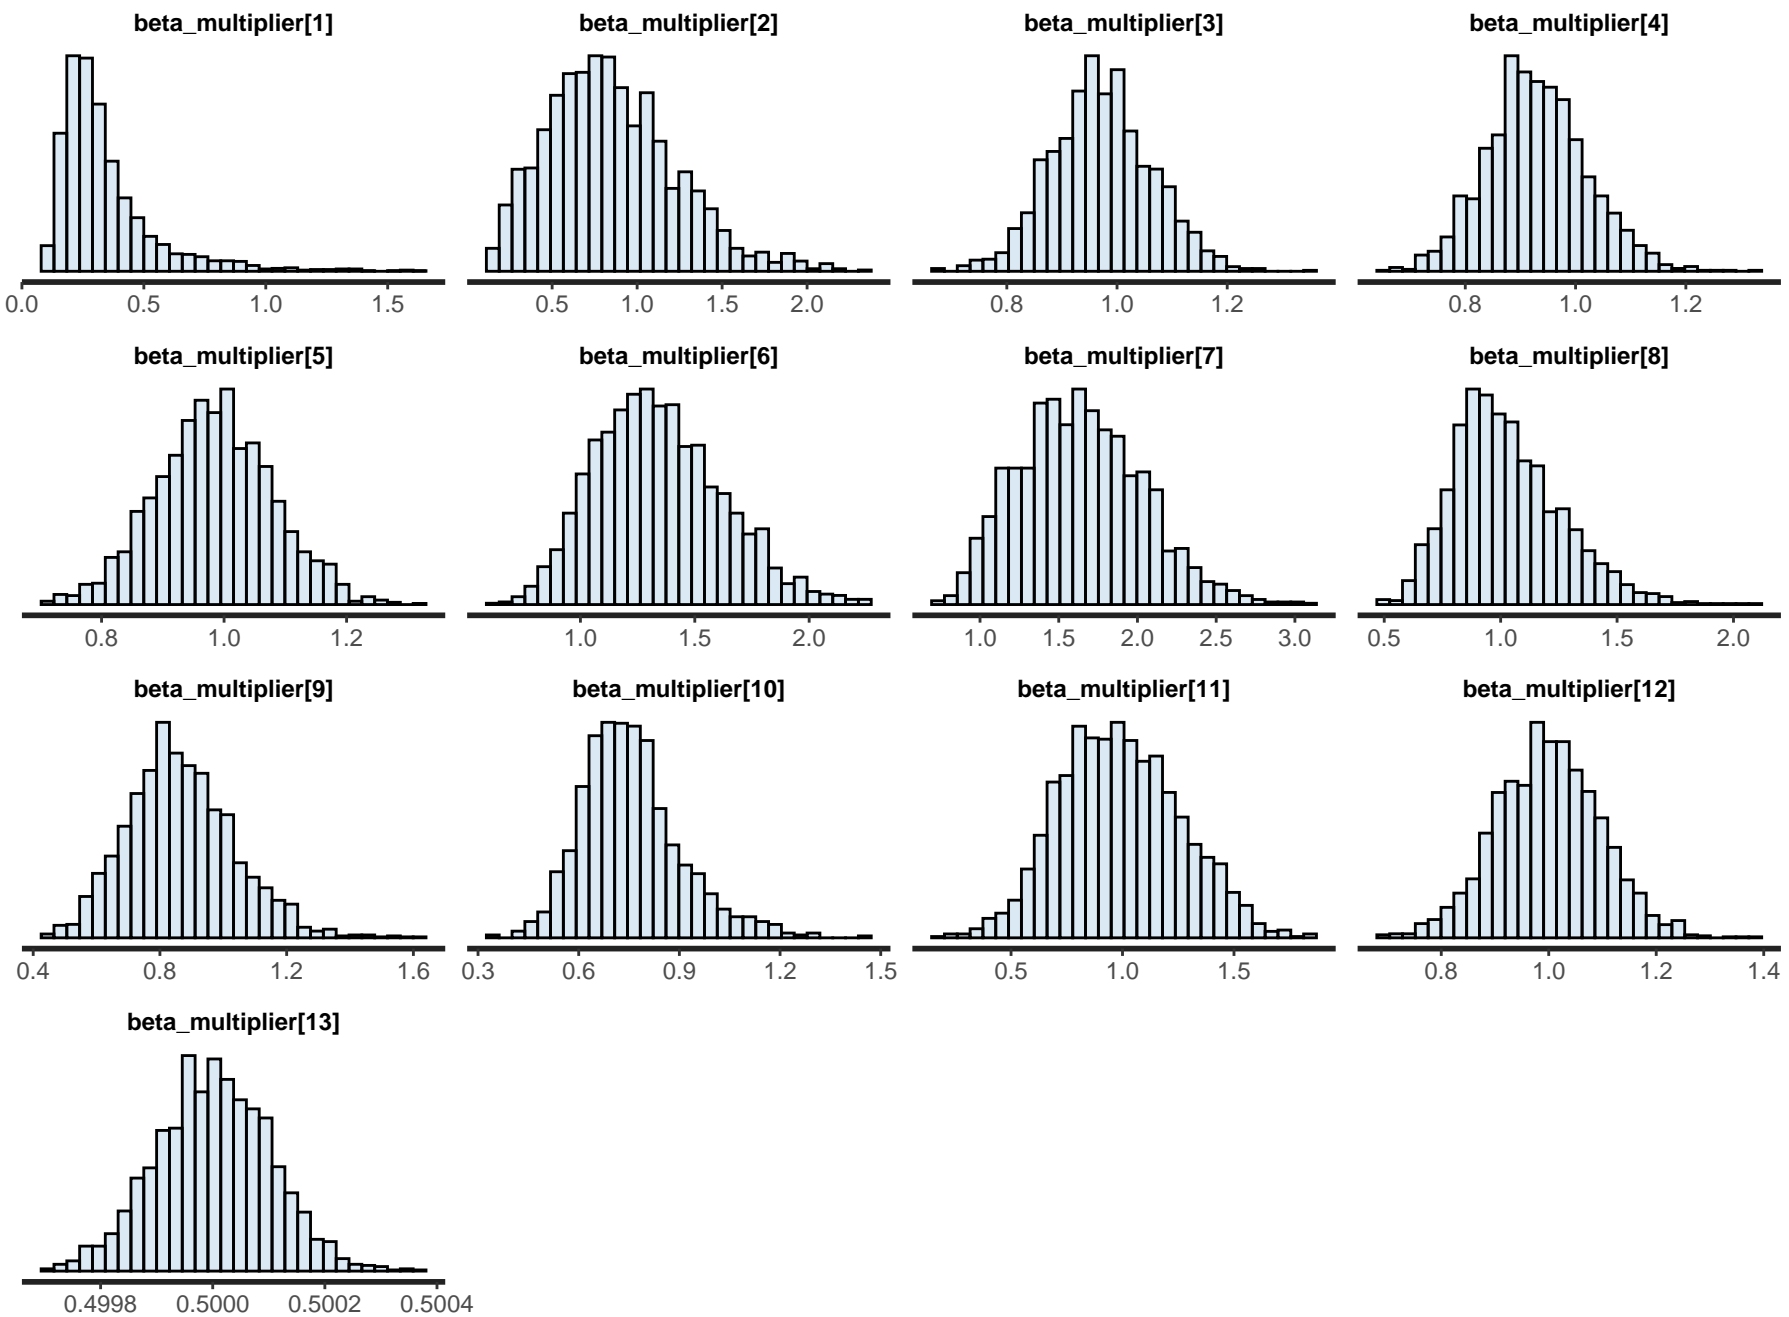 beta_multiplier[1] beta_multiplier[2] beta_multiplier[3] beta_multiplier[4]
0.0 0.5 1.0 1.5 0.5 1.0 1.5 2.0 0.8 1.0 1.2 0.8 1.0 1.2
beta_multiplier[5] beta_multiplier[6] beta_multiplier[7] beta_multiplier[8]
0.8 1.0 1.2 1.0 1.5 2.0 1.0 1.5 2.0 2.5 3.0 0.5 1.0 1.5 2.0
beta_multiplier[9] beta_multiplier[10] beta_multiplier[11] beta_multiplier[12]
0.4 0.8 1.2 1.6 0.3 0.6 0.9 1.2 1.5 0.5 1.0 1.5 0.8 1.0 1.2 1.4
beta_multiplier[13]
0.4998 0.5000 0.5002 0.5004